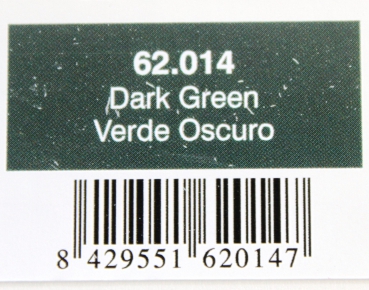 62.014
Dark Green
Verde Oscuro
8 429551 620147